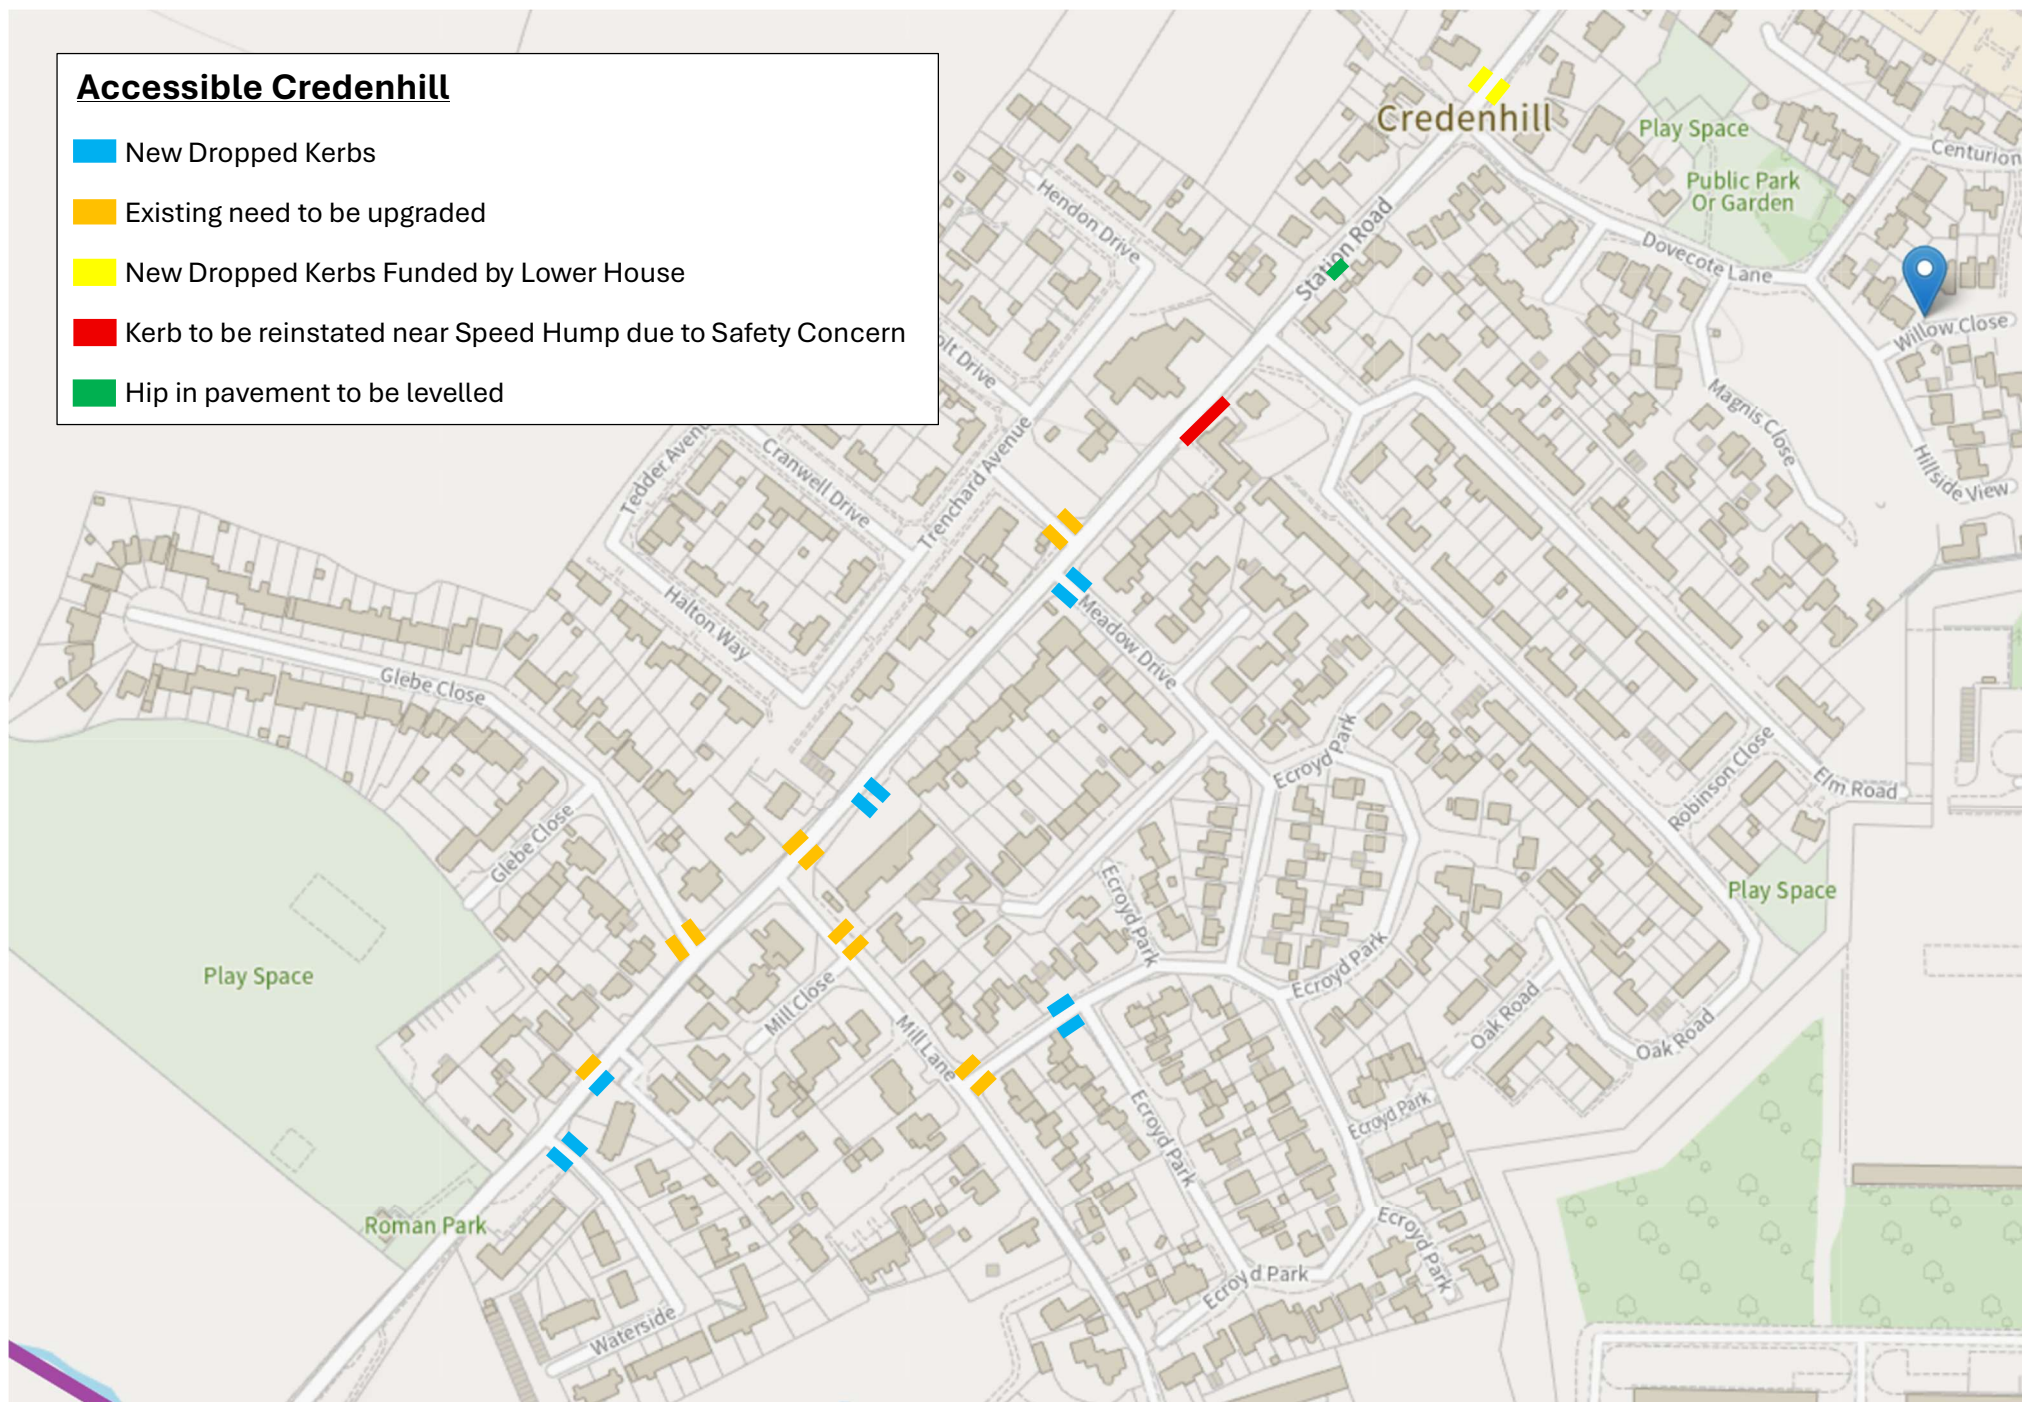 Accessible Credenhill
New Dropped Kerbs
Existing need to be upgraded
New Dropped Kerbs Funded by Lower House
Kerb to be reinstated near Speed Hump due to Safety Concern
Hip in pavement to be levelled
Credenhill
Play Space
Public Park
Or Garden
Centurion
Hendon Drive
Station Road
Dovecote Lane
Willow Close
Magnis Close
Hillside View
Tedder Avenu
Cranwell Drive
Trenchard Avenue
olt Drive
Halton Way
Meadow Drive
Glebe Close
Glebe Close
Ecroyd Park
Robinson Close
Elm Road
Play Space
Play Space
Ecroyd Park
Ecroyd Park
Mill Close
Mill Lane
Oak Road
Oak Road
Ecroyd Park
Ecroyd Park
Ecroyd Park
Ecroyd Park
Roman Park
Waterside